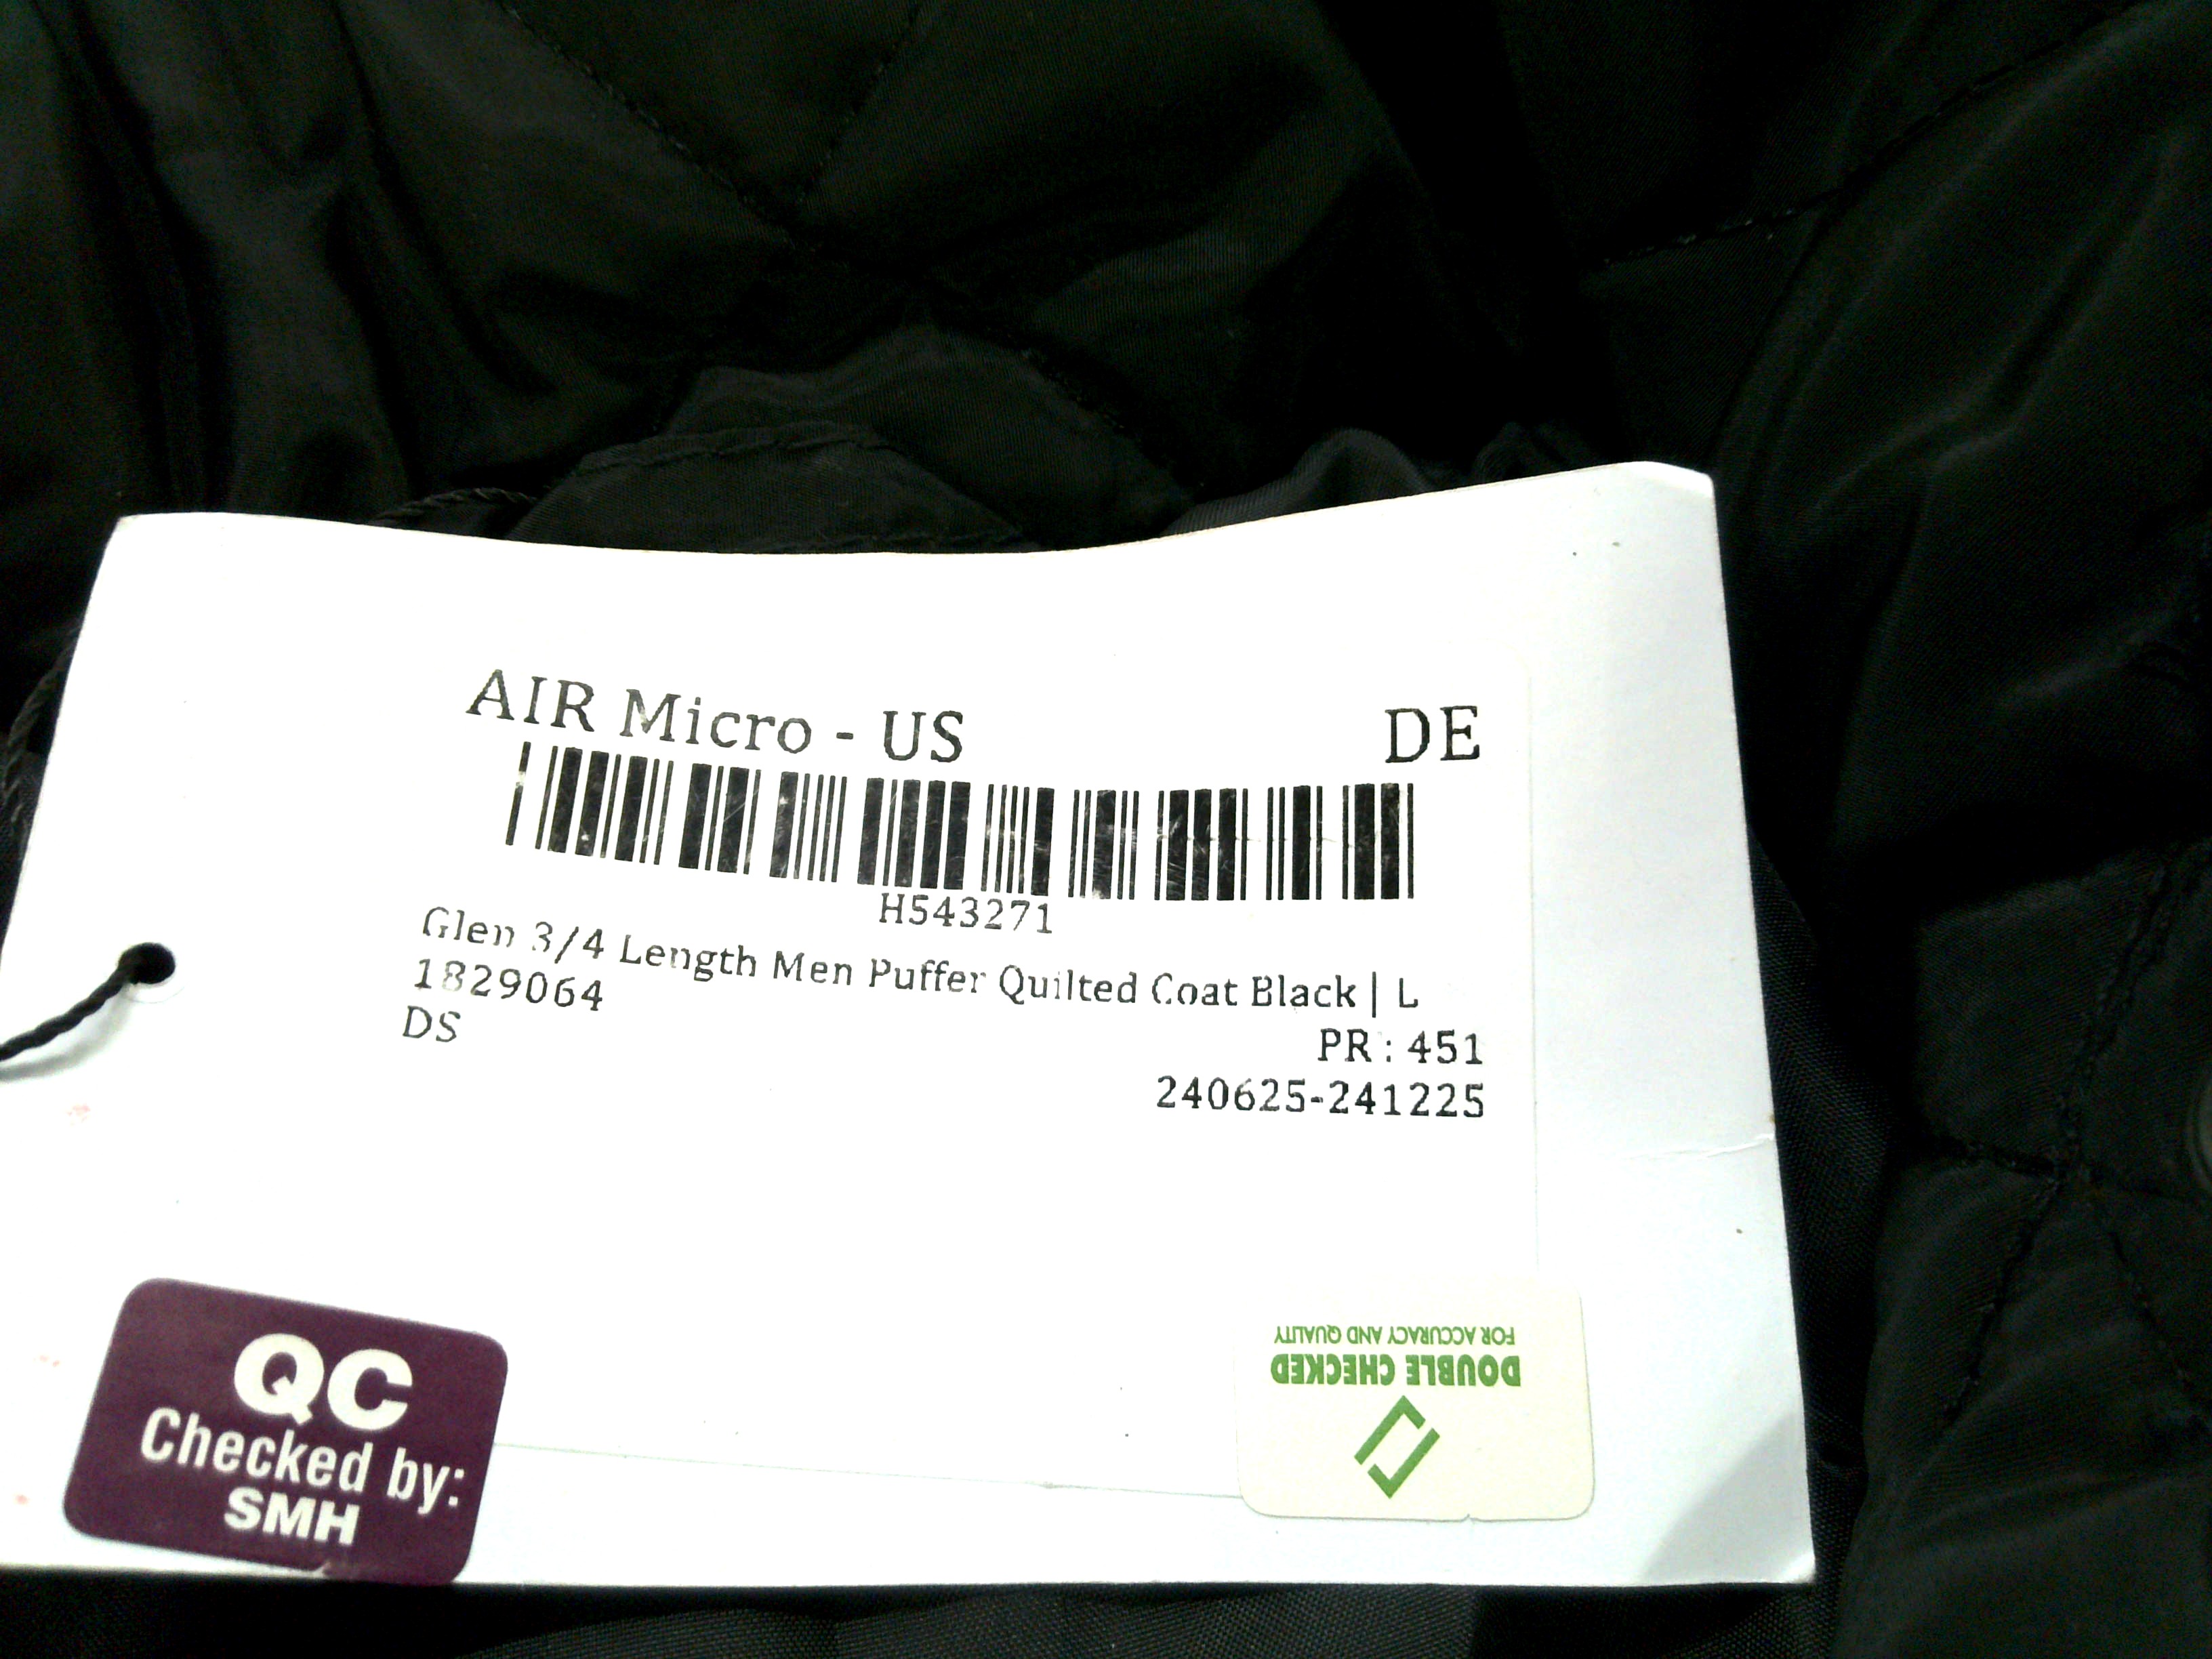 AIR Micro - US DE
H543271
Glen 3/4 Length Men Puffer Quilted Coat Black | L
1829064
DS
PR : 451
240625-241225
QC
Checked by:
SMH
DOUBLE CHECKED
FOR ACCURACY AND QUALITY